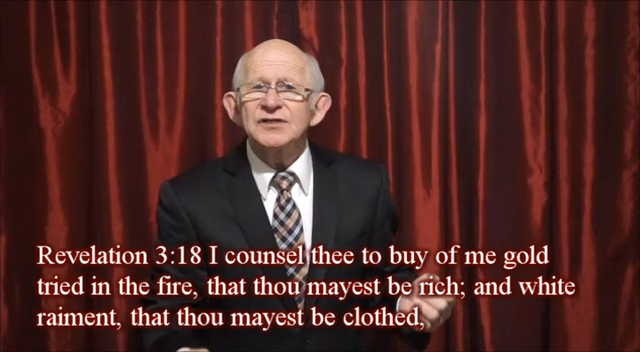 Revelation 3:18 I counsel thee to buy of me gold
tried in the fire, that thou mayest be rich; and white
raiment, that thou mayest be clothed,